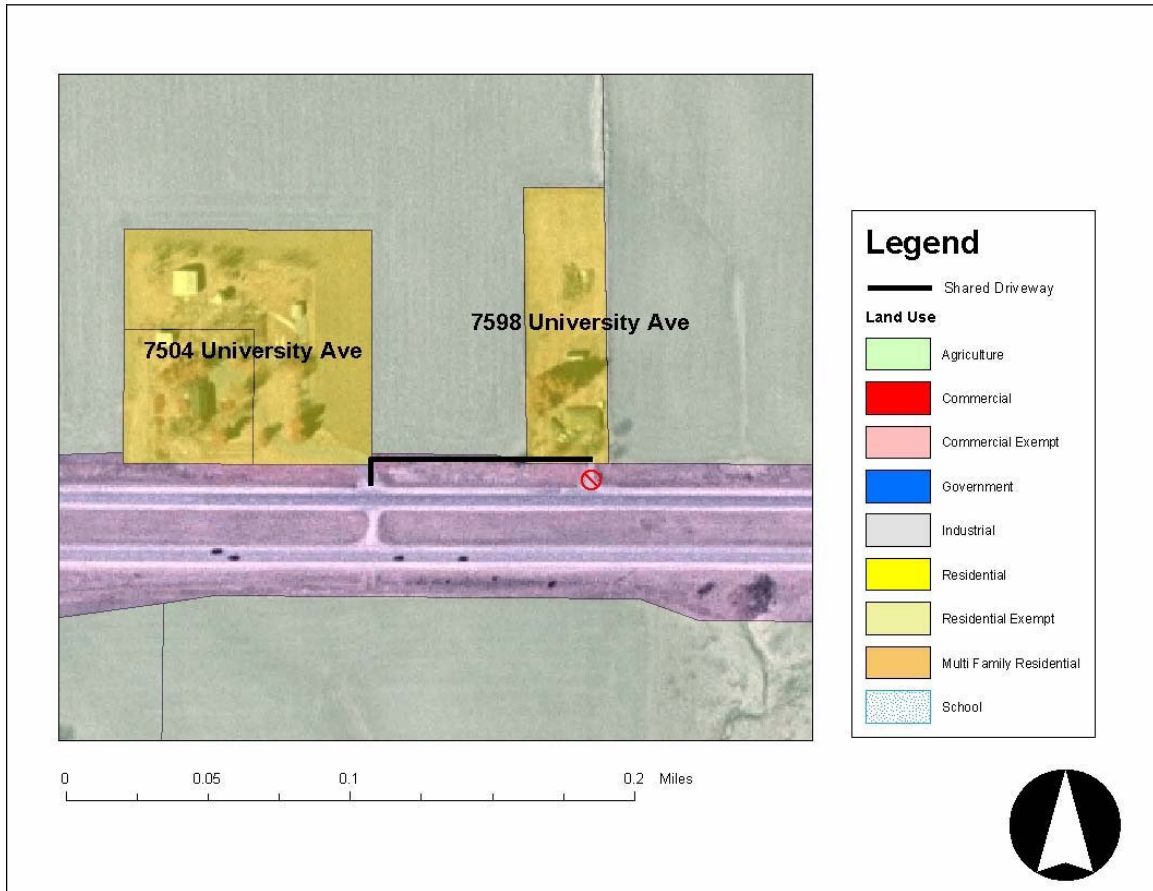 7504 University Ave
7598 University Ave
Legend
Shared Driveway
Land Use
Agriculture
Commercial
Commercial Exempt
Government
Industrial
Residential
Residential Exempt
Multi Family Residential
School
0 0.05 0.1 0.2 Miles